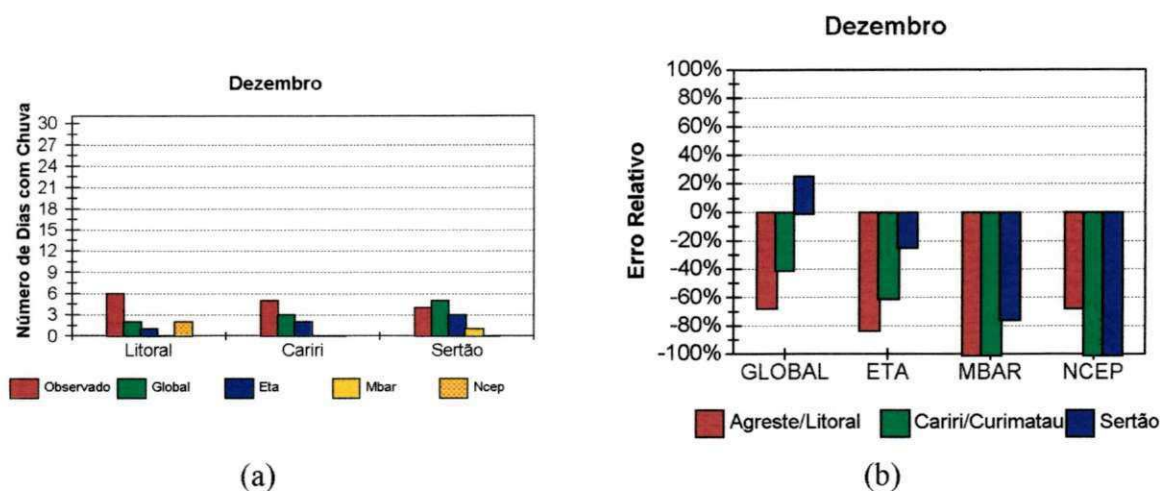 Dezembro
Número de Dias com Chuva
30
27
24
21
18
15
12
9
6
3
0
Litoral Cariri Sertão
Observado Global Eta Mbar Ncep
(a)
Dezembro
Erro Relativo
100%
80%
60%
40%
20%
0%
-20%
-40%
-60%
-80%
-100%
GLOBAL ETA MBAR NCEP
Agreste/Litoral Cariri/Curimatau Sertão
(b)